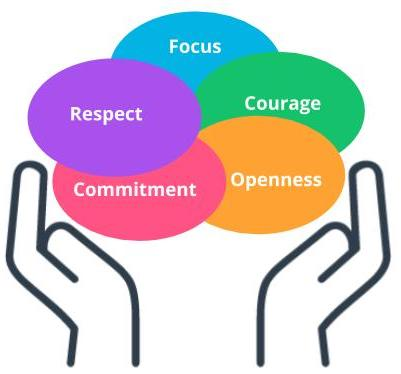 Focus
Courage
Respect
Openness
Commitment